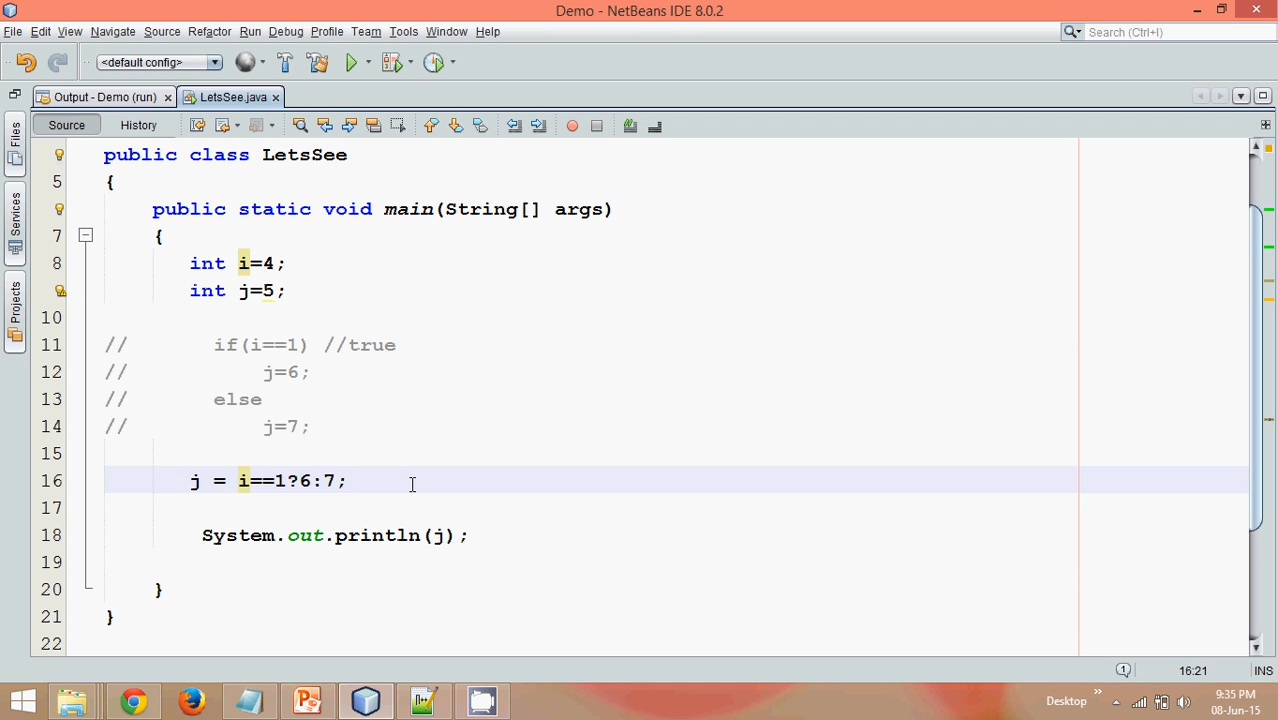 Demo - NetBeans IDE 8.0.2
File Edit View Navigate Source Refactor Run Debug Profile Team Tools Window Help
Search (Ctrl+I)
<default config>
Output - Demo (run) LetsSee.java
Source History
Files
Services
Projects
public class LetsSee
5 {
public static void main(String[] args)
7 {
8 int i=4;
int j=5;
10
11 // if(i==1) //true
12 // j=6;
13 // else
14 // j=7;
15
16 j = i==1?6:7;
17
18 System.out.println(j);
19
20 }
21 }
22
1 16:21 INS
Desktop » 9:35 PM
08-Jun-15